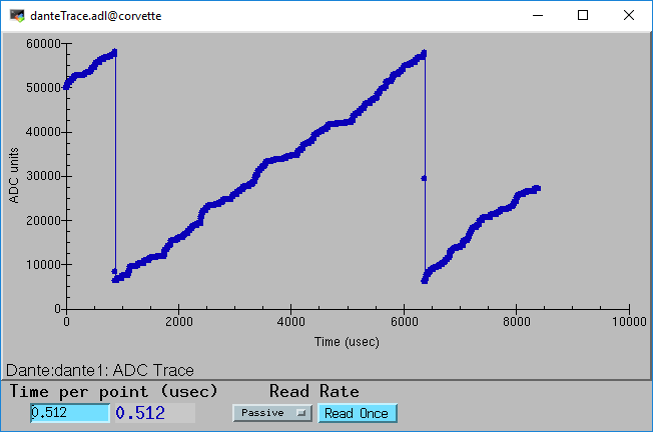 danteTrace.adl@corvette
60000
50000
40000
30000
20000
10000
0
ADC units
0 2000 4000 6000 8000 10000
Time (usec)
Dante:dante1: ADC Trace
Time per point (usec) Read Rate
0.512 0.512 Passive Read Once